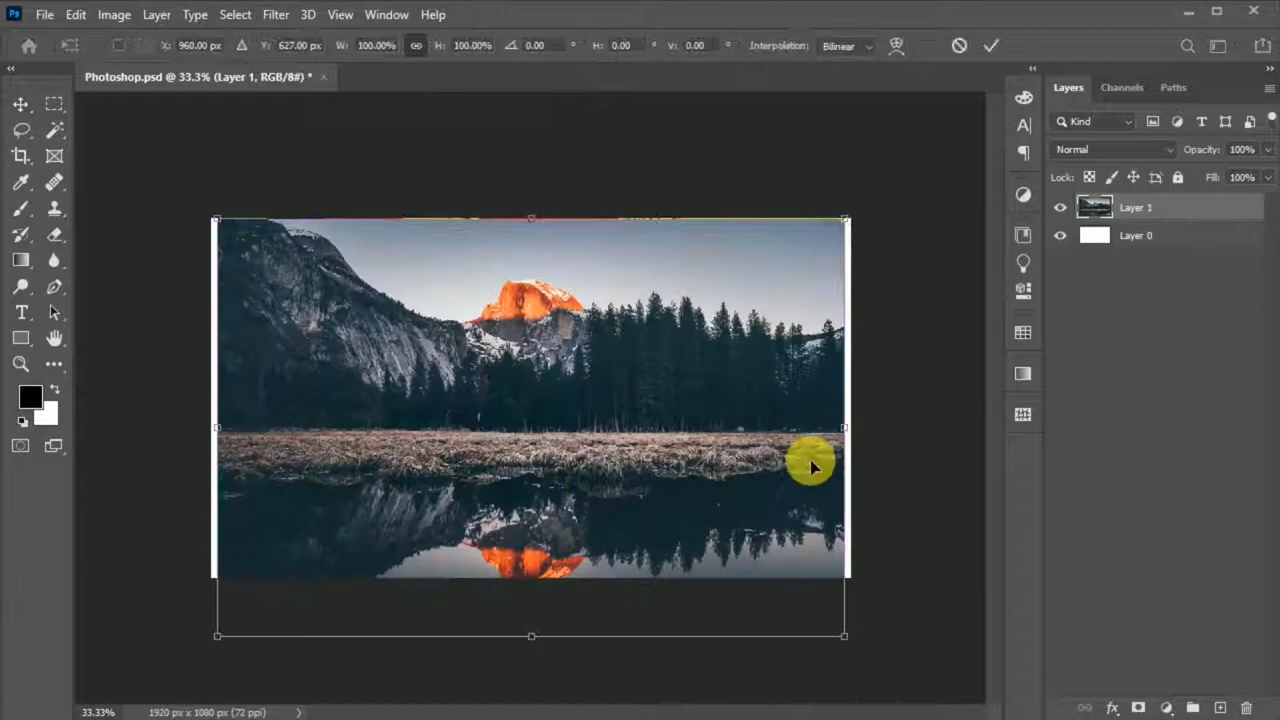 Ps File Edit Image Layer Type Select Filter 3D View Window Help
X: 960.00 px Y: 627.00 px W: 100.00% H: 100.00% 0.00 ° H: 0.00 ° V: 0.00 ° Interpolation: Bilinear
Photoshop.psd @ 33.3% (Layer 1, RGB/8#) * ×
Layers Channels Paths
Kind
Normal Opacity: 100%
Lock: Fill: 100%
Layer 1
Layer 0
33.33% 1920 px x 1080 px (72 ppi)